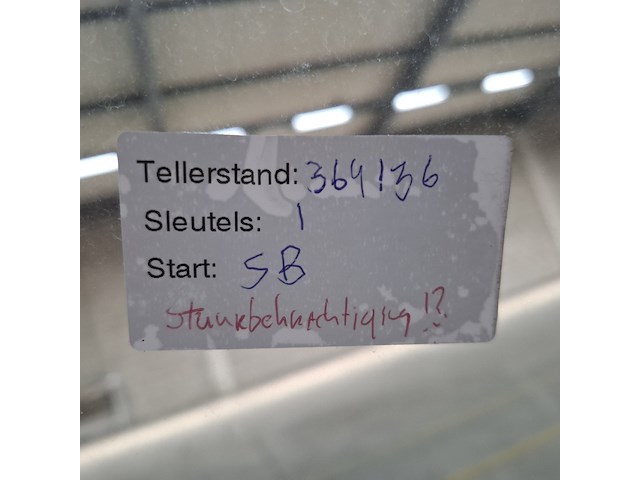 Tellerstand: 364136
Sleutels: 1
Start: SB
stuurbekrachtiging!?